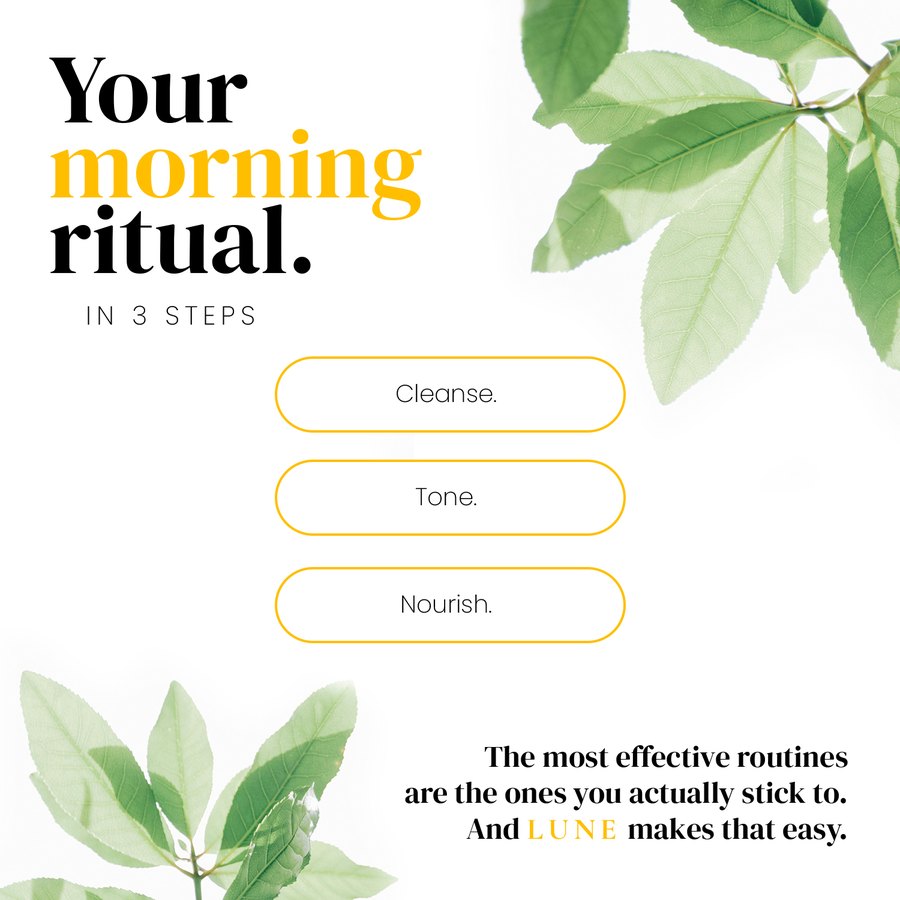 Your
morning
ritual.
IN 3 STEPS
Cleanse.
Tone.
Nourish.
The most effective routines
are the ones you actually stick to.
And LUNE makes that easy.